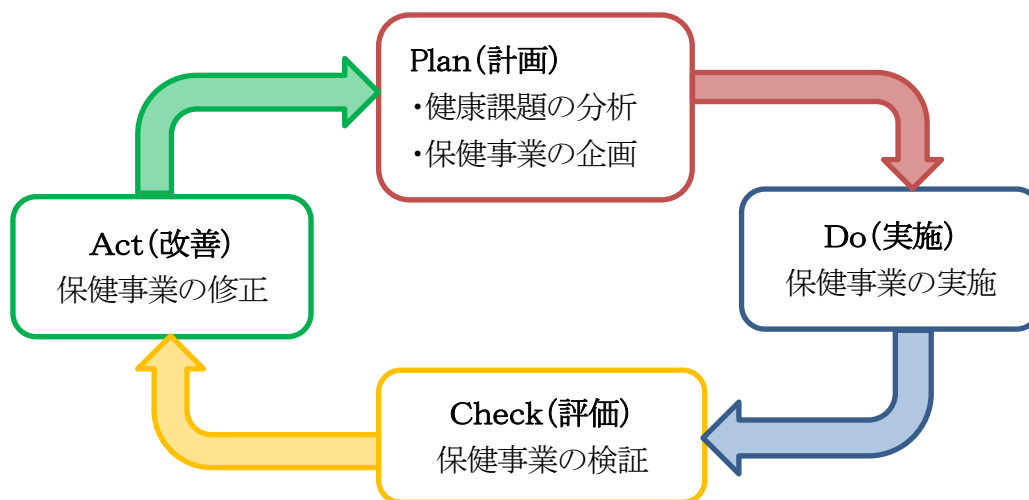 Plan(計画)
・健康課題の分析
・保健事業の企画
Do(実施)
保健事業の実施
Check(評価)
保健事業の検証
Act(改善)
保健事業の修正